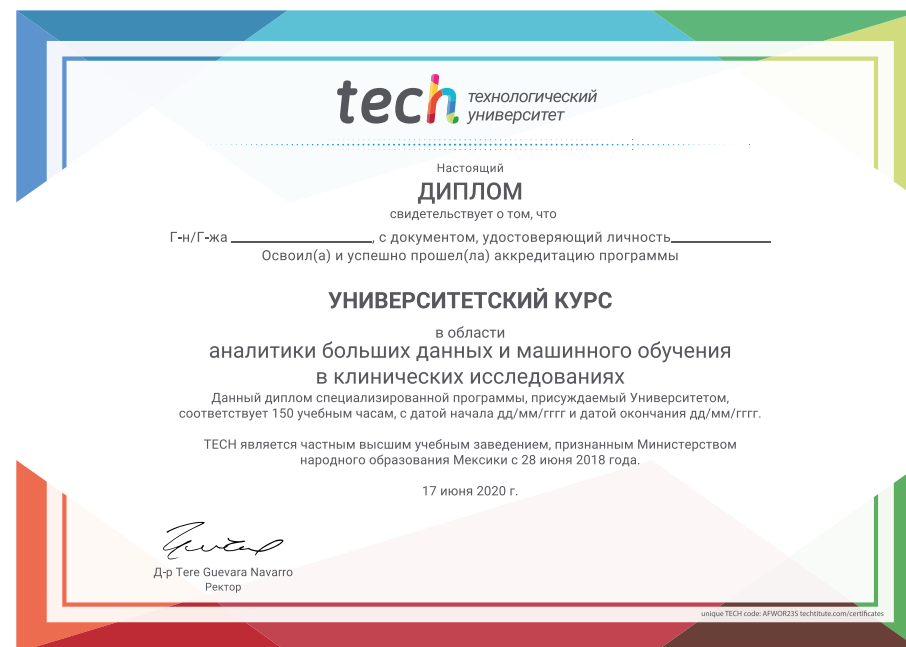 tech технологический
университет
Настоящий
ДИПЛОМ
свидетельствует о том, что
Г-н/Г-жа ____________________, с документом, удостоверяющий личность______________
Освоил(а) и успешно прошел(ла) аккредитацию программы
УНИВЕРСИТЕТСКИЙ КУРС
в области
аналитики больших данных и машинного обучения
в клинических исследованиях
Данный диплом специализированной программы, присуждаемый Университетом,
соответствует 150 учебным часам, с датой начала дд/мм/гггг и датой окончания дд/мм/гггг.
TECH является частным высшим учебным заведением, признанным Министерством
народного образования Мексики с 28 июня 2018 года.
17 июня 2020 г.
Д-р Tere Guevara Navarro
Ректор
unique TECH code: AFWOR23S techtitute.com/certificates